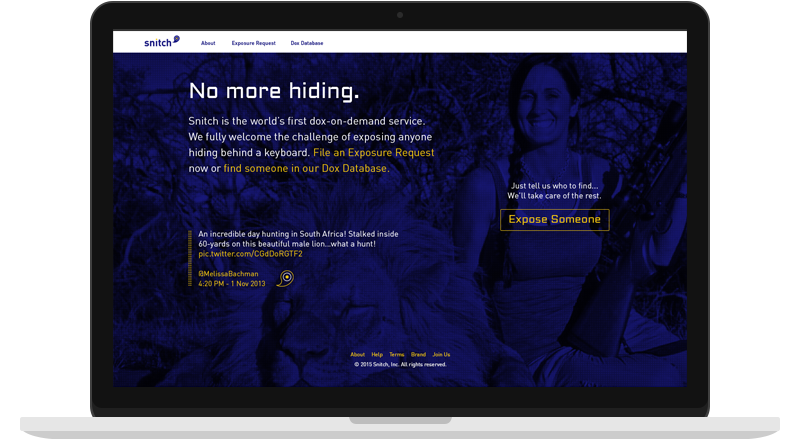 snitch
About Exposure Request Dox Database
No more hiding.
Snitch is the world's first dox-on-demand service.
We fully welcome the challenge of exposing anyone
hiding behind a keyboard. File an Exposure Request
now or find someone in our Dox Database.
Just tell us who to find...
We'll take care of the rest.
Expose Someone
An incredible day hunting in South Africa! Stalked inside
60-yards on this beautiful male lion...what a hunt!
pic.twitter.com/CGdDoRGTF2
@MelissaBachman
4:20 PM - 1 Nov 2013
About Help Terms Brand Join Us
© 2015 Snitch, Inc. All rights reserved.